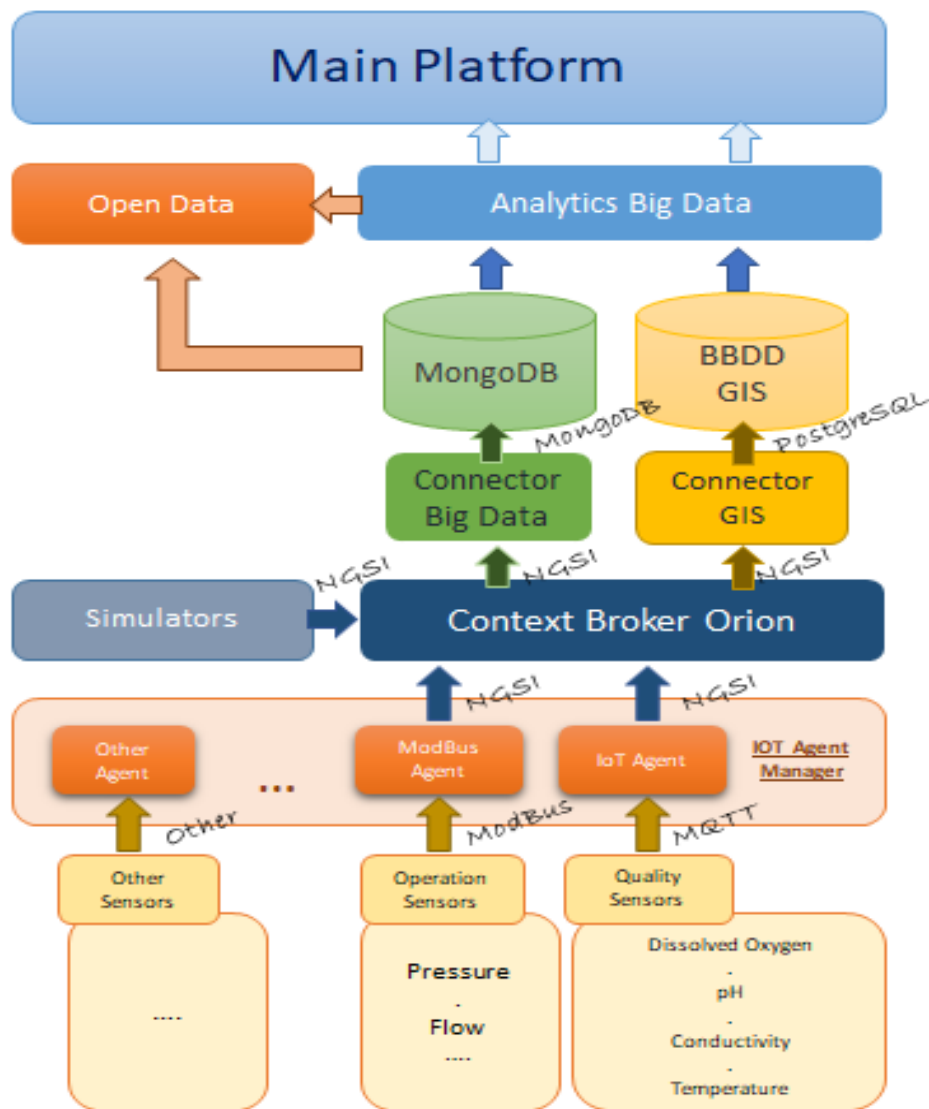 Main Platform
Open Data
Analytics Big Data
MongoDB
BBDD
GIS
MongoDB
PostgreSQL
Connector
Big Data
Connector
GIS
NGSI
NGSI
NGSI
Simulators
Context Broker Orion
NGSI
NGSI
Other
Agent
...
ModBus
Agent
IoT Agent
IOT Agent
Manager
Other
ModBus
MQTT
Other
Sensors
Operation
Sensors
Quality
Sensors
....
Pressure
.
Flow
....
Dissolved Oxygen
.
pH
.
Conductivity
.
Temperature